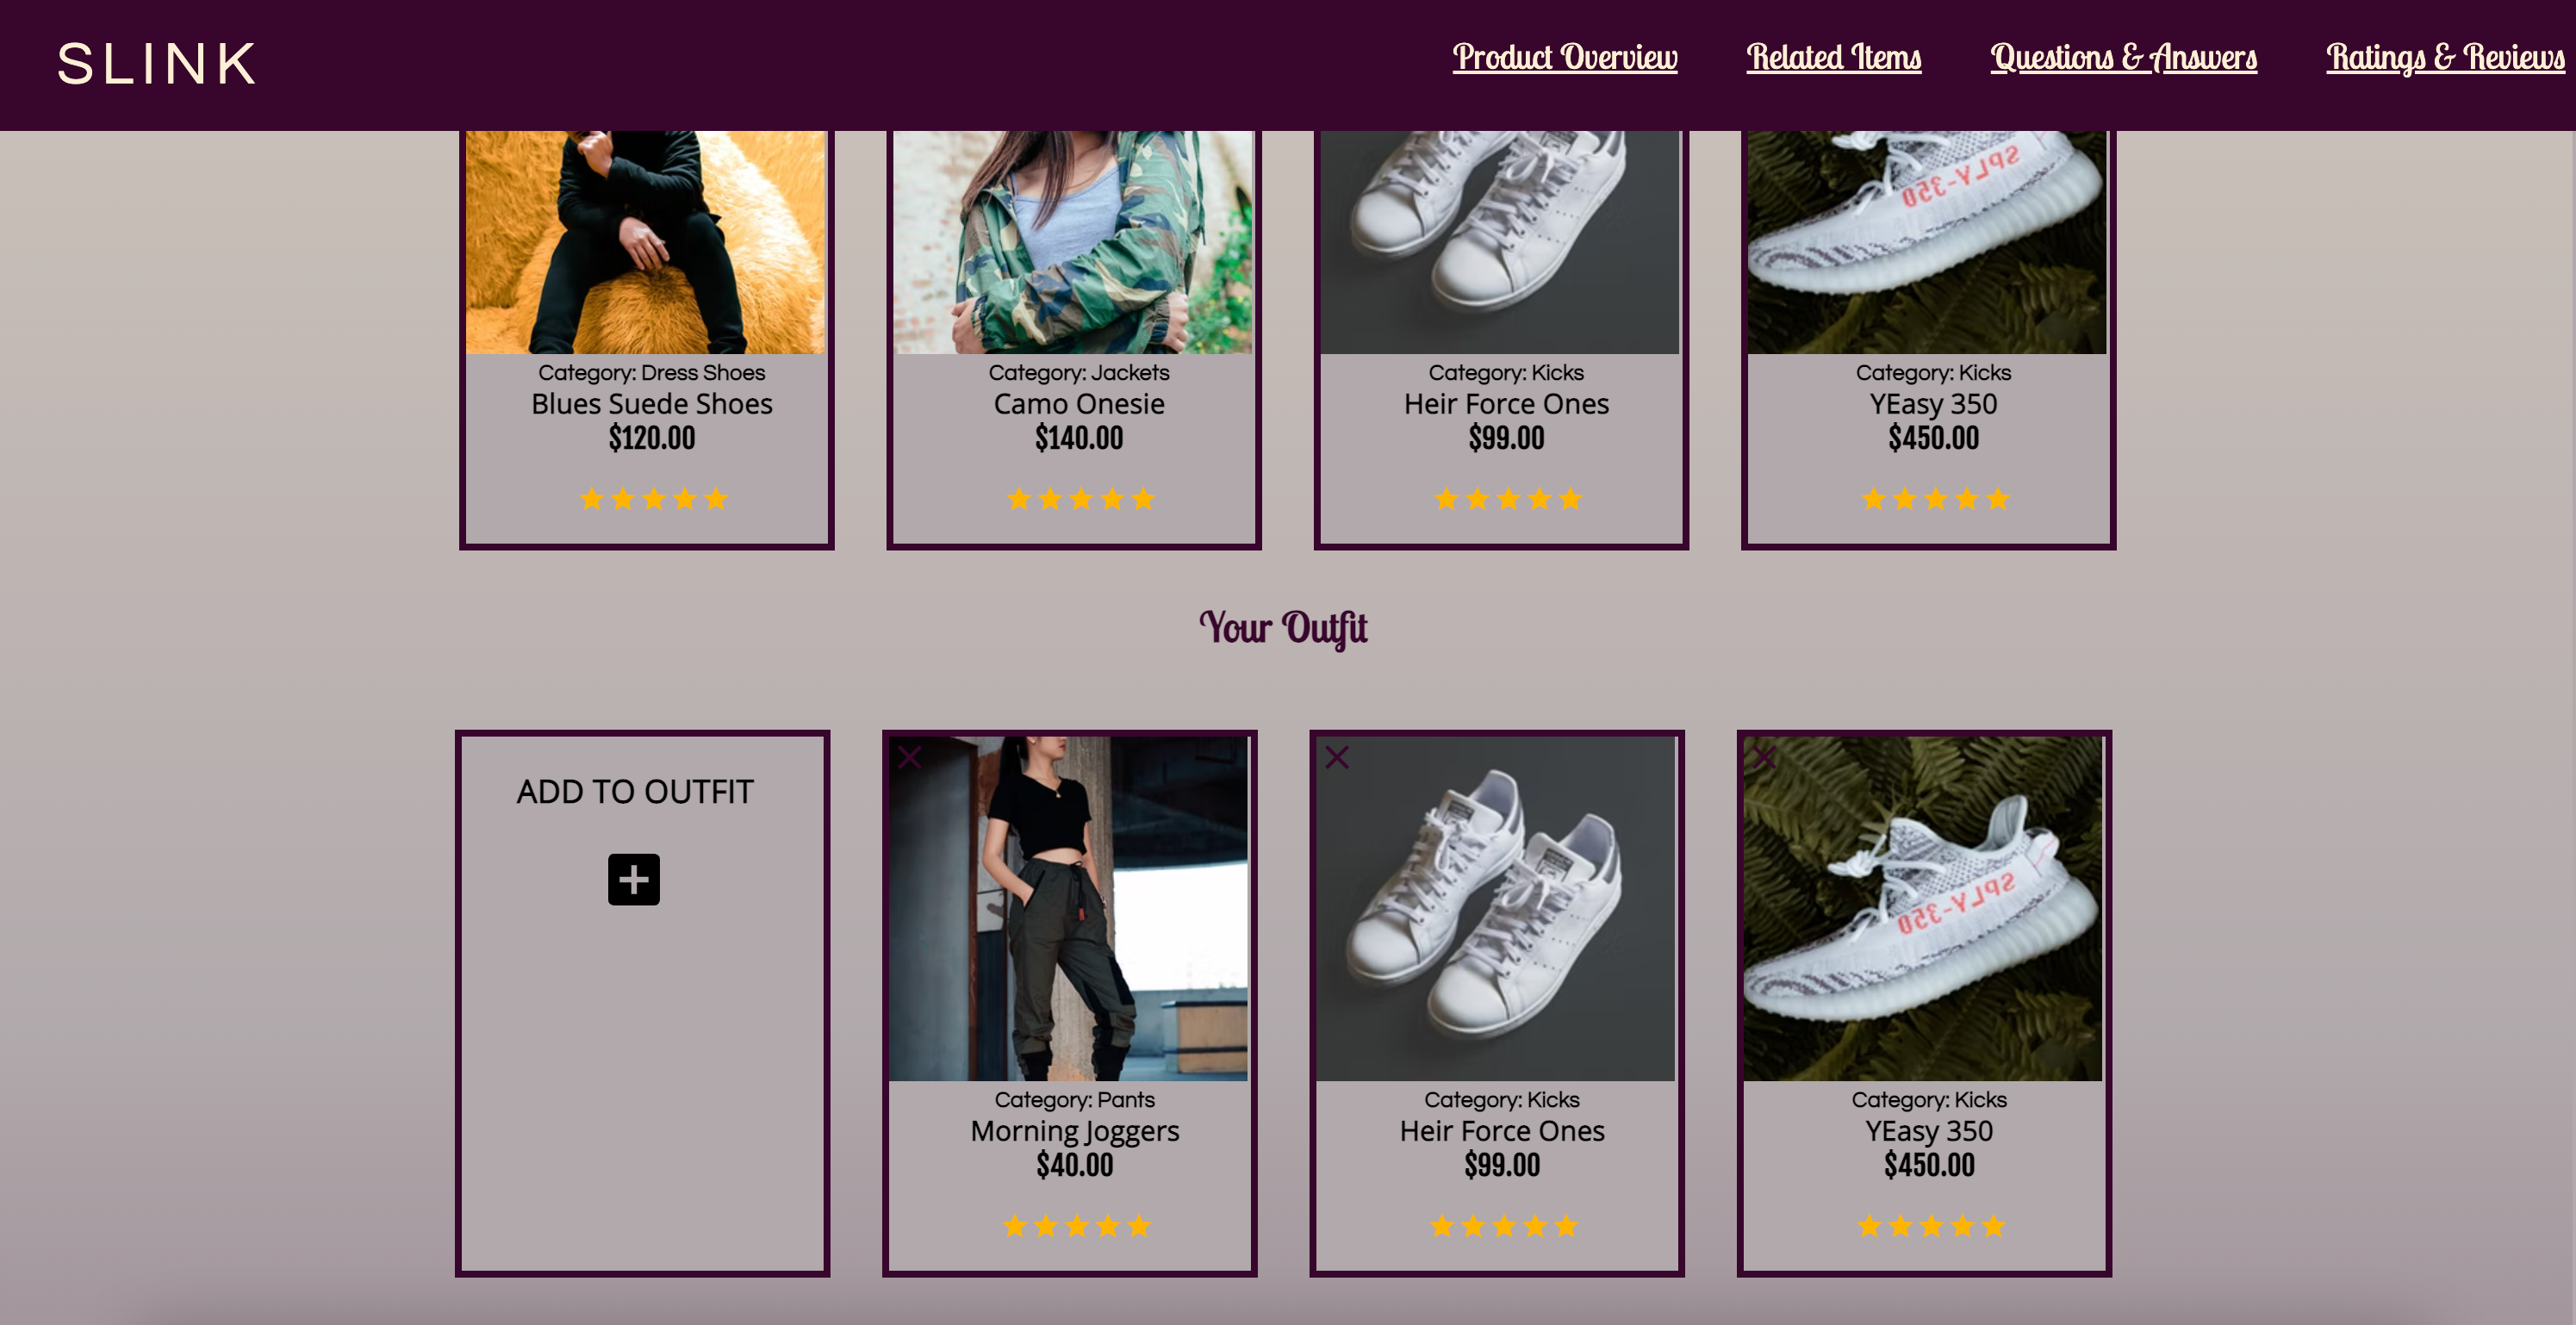 SLINK
Product Overview Related Items Questions & Answers Ratings & Reviews
SPLY-350
Category: Dress Shoes
Blues Suede Shoes
$120.00
Category: Jackets
Camo Onesie
$140.00
Category: Kicks
Heir Force Ones
$99.00
Category: Kicks
YEasy 350
$450.00
Your Outfit
ADD TO OUTFIT
SPLY-350
Category: Pants
Morning Joggers
$40.00
Category: Kicks
Heir Force Ones
$99.00
Category: Kicks
YEasy 350
$450.00